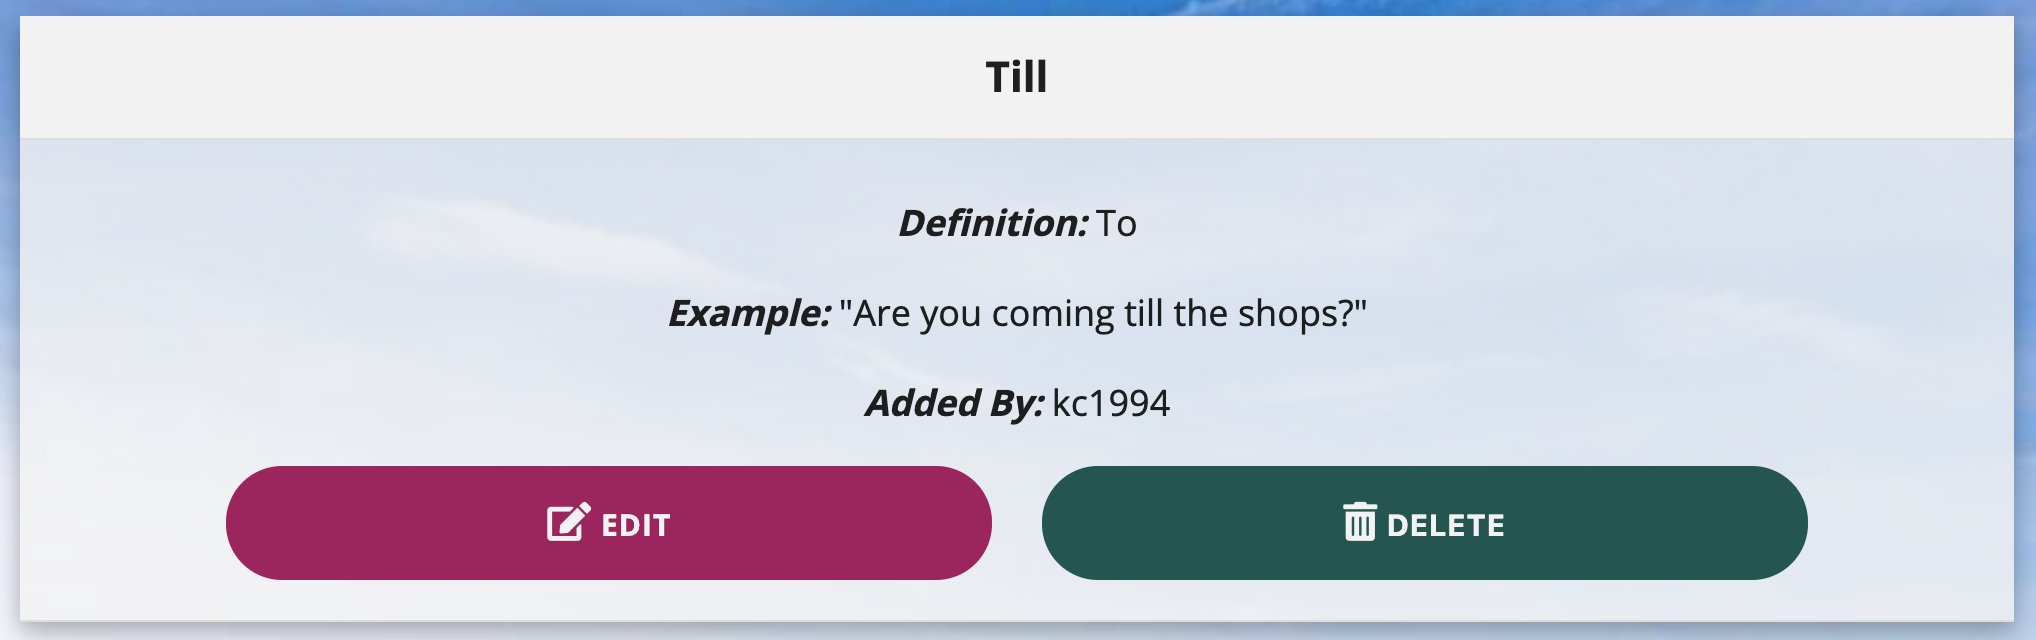 Till
Definition: To
Example: "Are you coming till the shops?"
Added By: kc1994
EDIT
DELETE